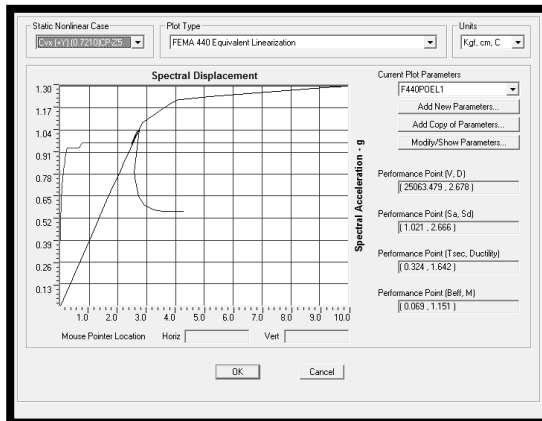 Static Nonlinear Case
Cvx (+Y) (0.7210)CP-Z5
Plot Type
FEMA 440 Equivalent Linearization
Units
Kgf, cm, C
Spectral Displacement
1.30
1.17
1.04
0.91
0.78
0.65
0.52
0.39
0.26
0.13
1.0 2.0 3.0 4.0 5.0 6.0 7.0 8.0 9.0 10.0
Spectral Acceleration - g
Mouse Pointer Location Horiz Vert
Current Plot Parameters
F440POEL1
Add New Parameters...
Add Copy of Parameters...
Modify/Show Parameters...
Performance Point (V, D)
( 25063.479 , 2.678 )
Performance Point (Sa, Sd)
( 1.021 , 2.666 )
Performance Point (Tsec, Ductility)
( 0.324 , 1.642 )
Performance Point (Beff, M)
( 0.069 , 1.151 )
OK
Cancel